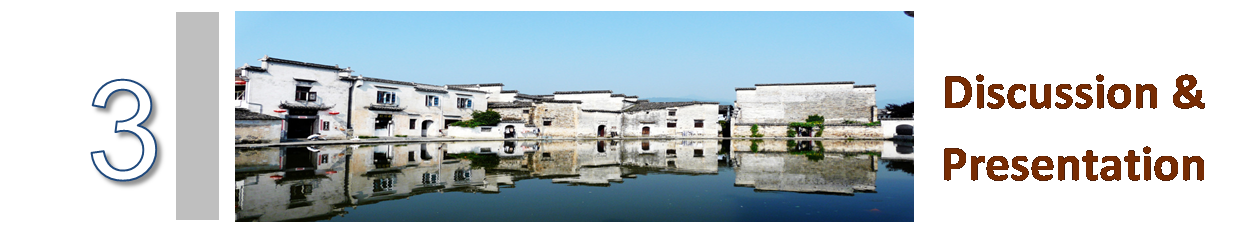 3
Discussion &
Presentation